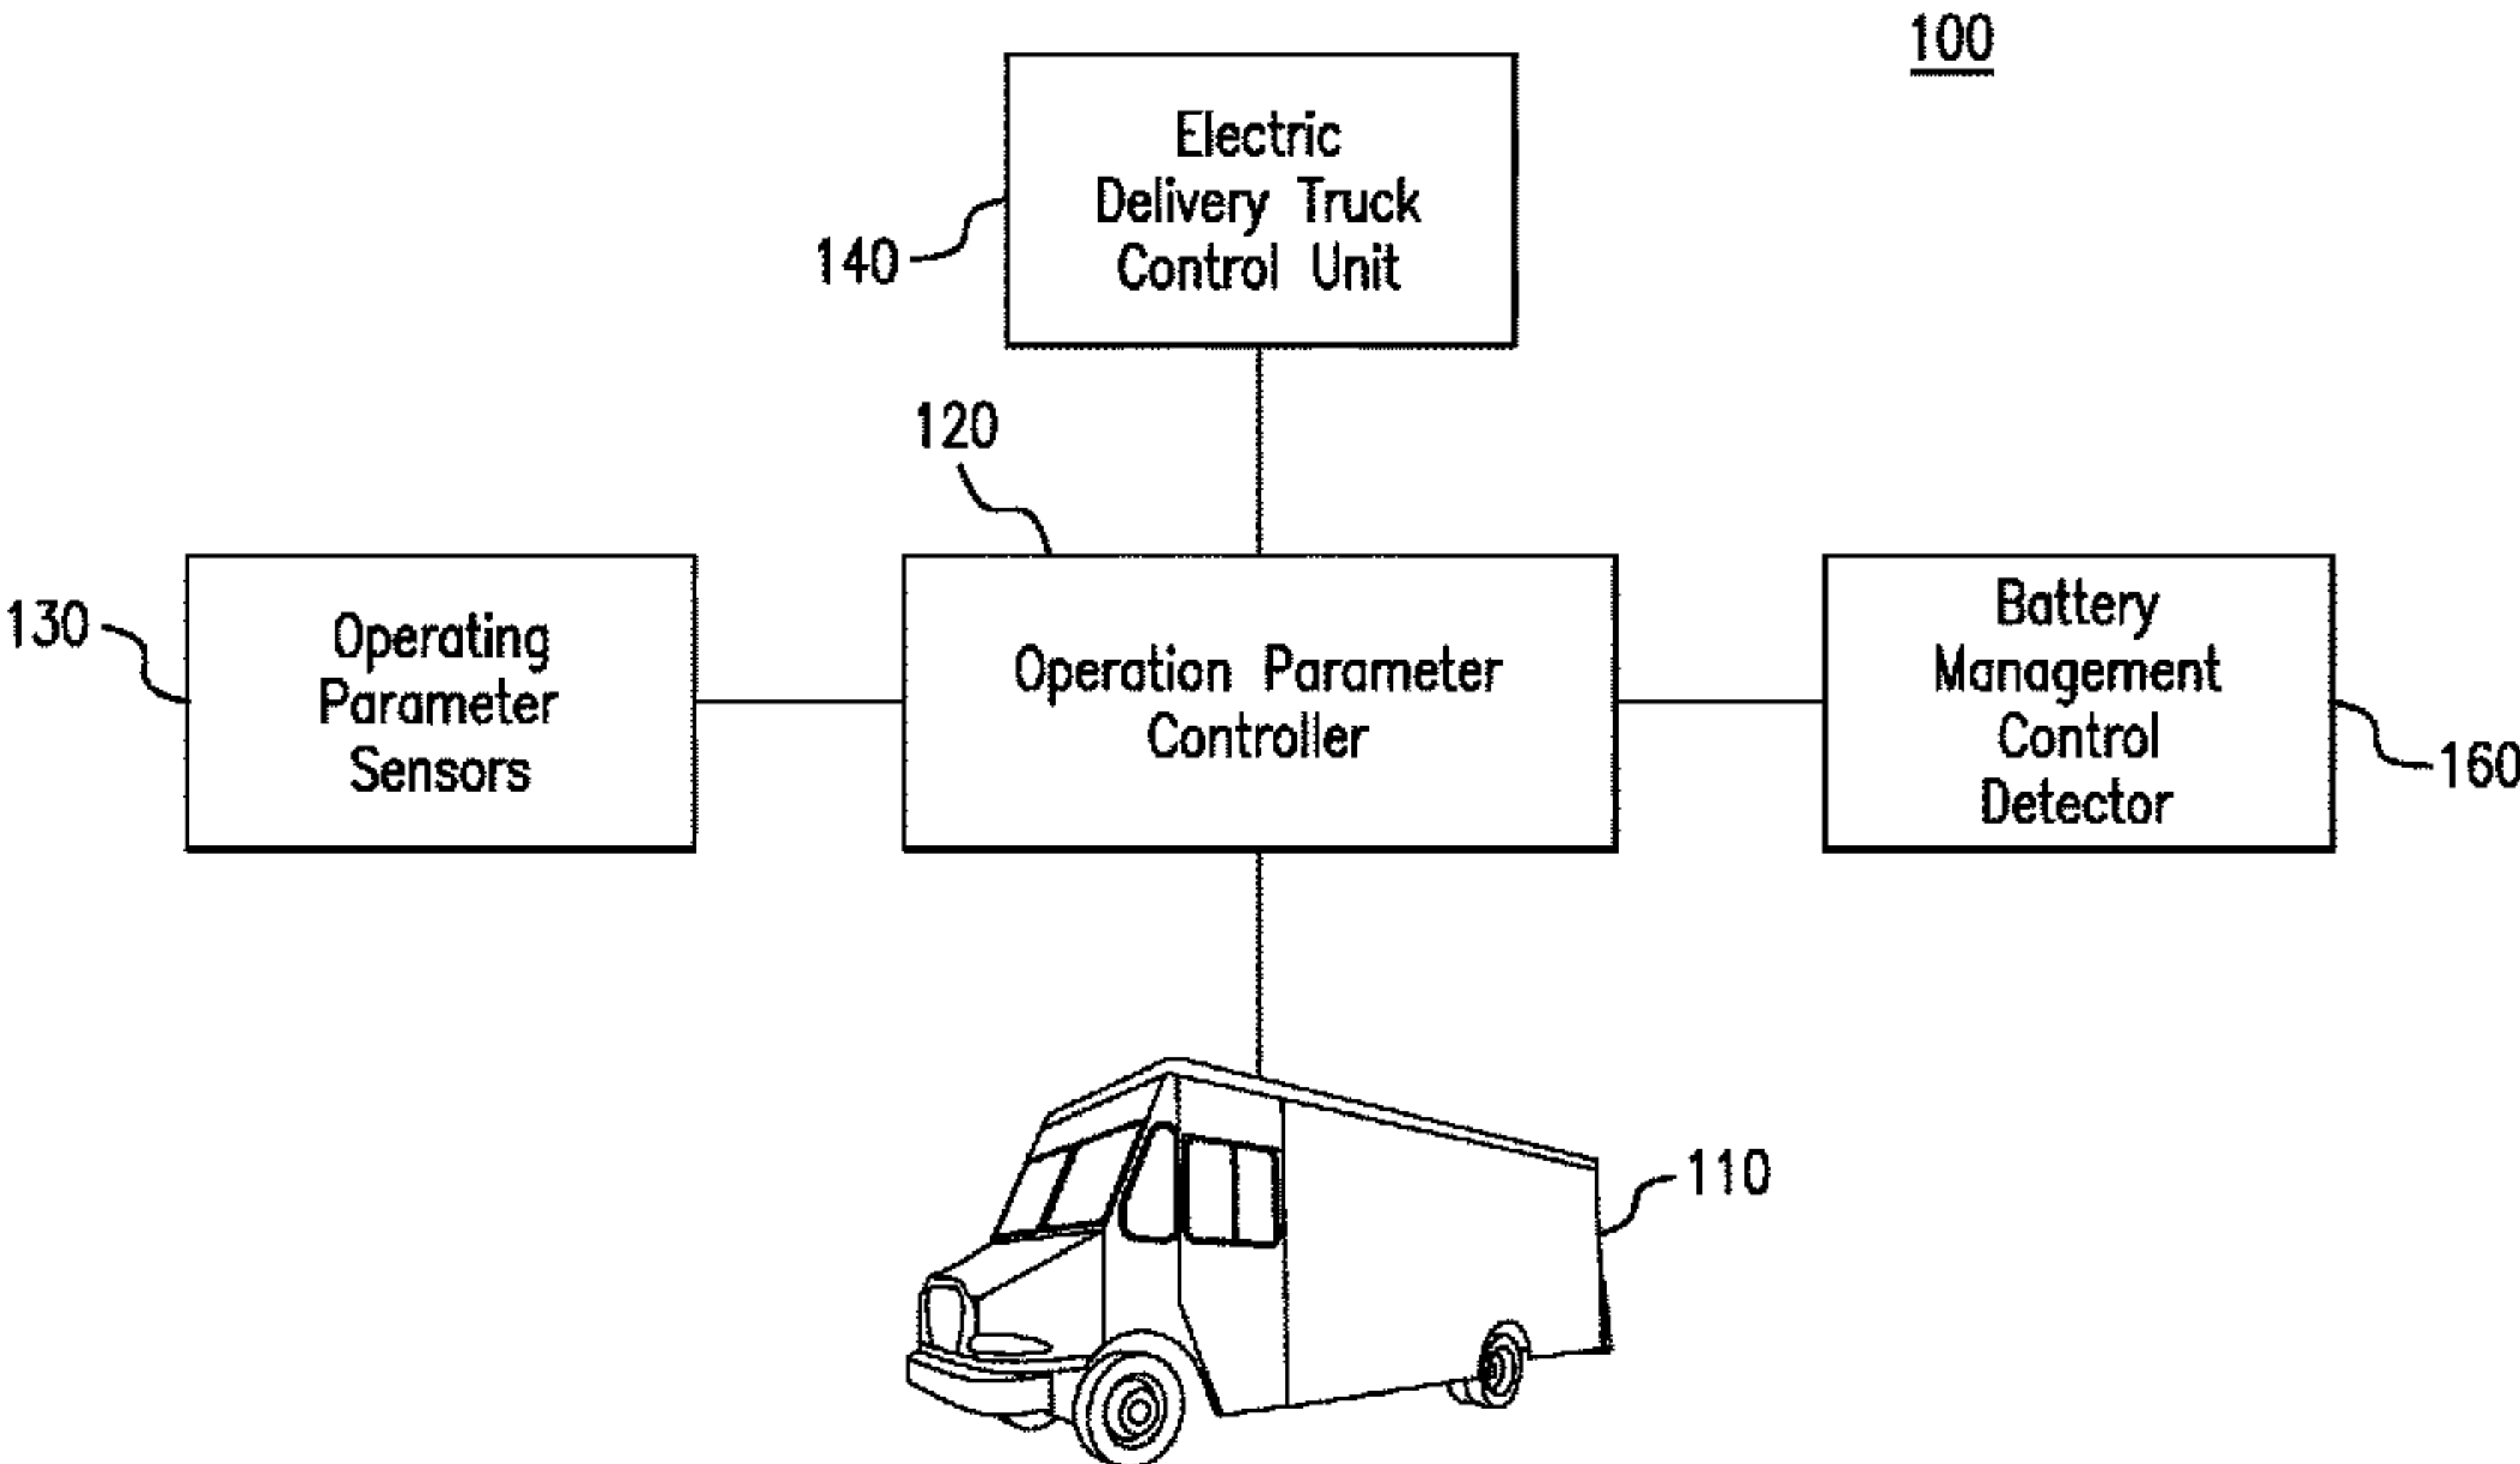 100
Electric
Delivery Truck
Control Unit
140
120
130
Operating
Parameter
Sensors
Operation Parameter
Controller
Battery
Management
Control
Detector
160
110